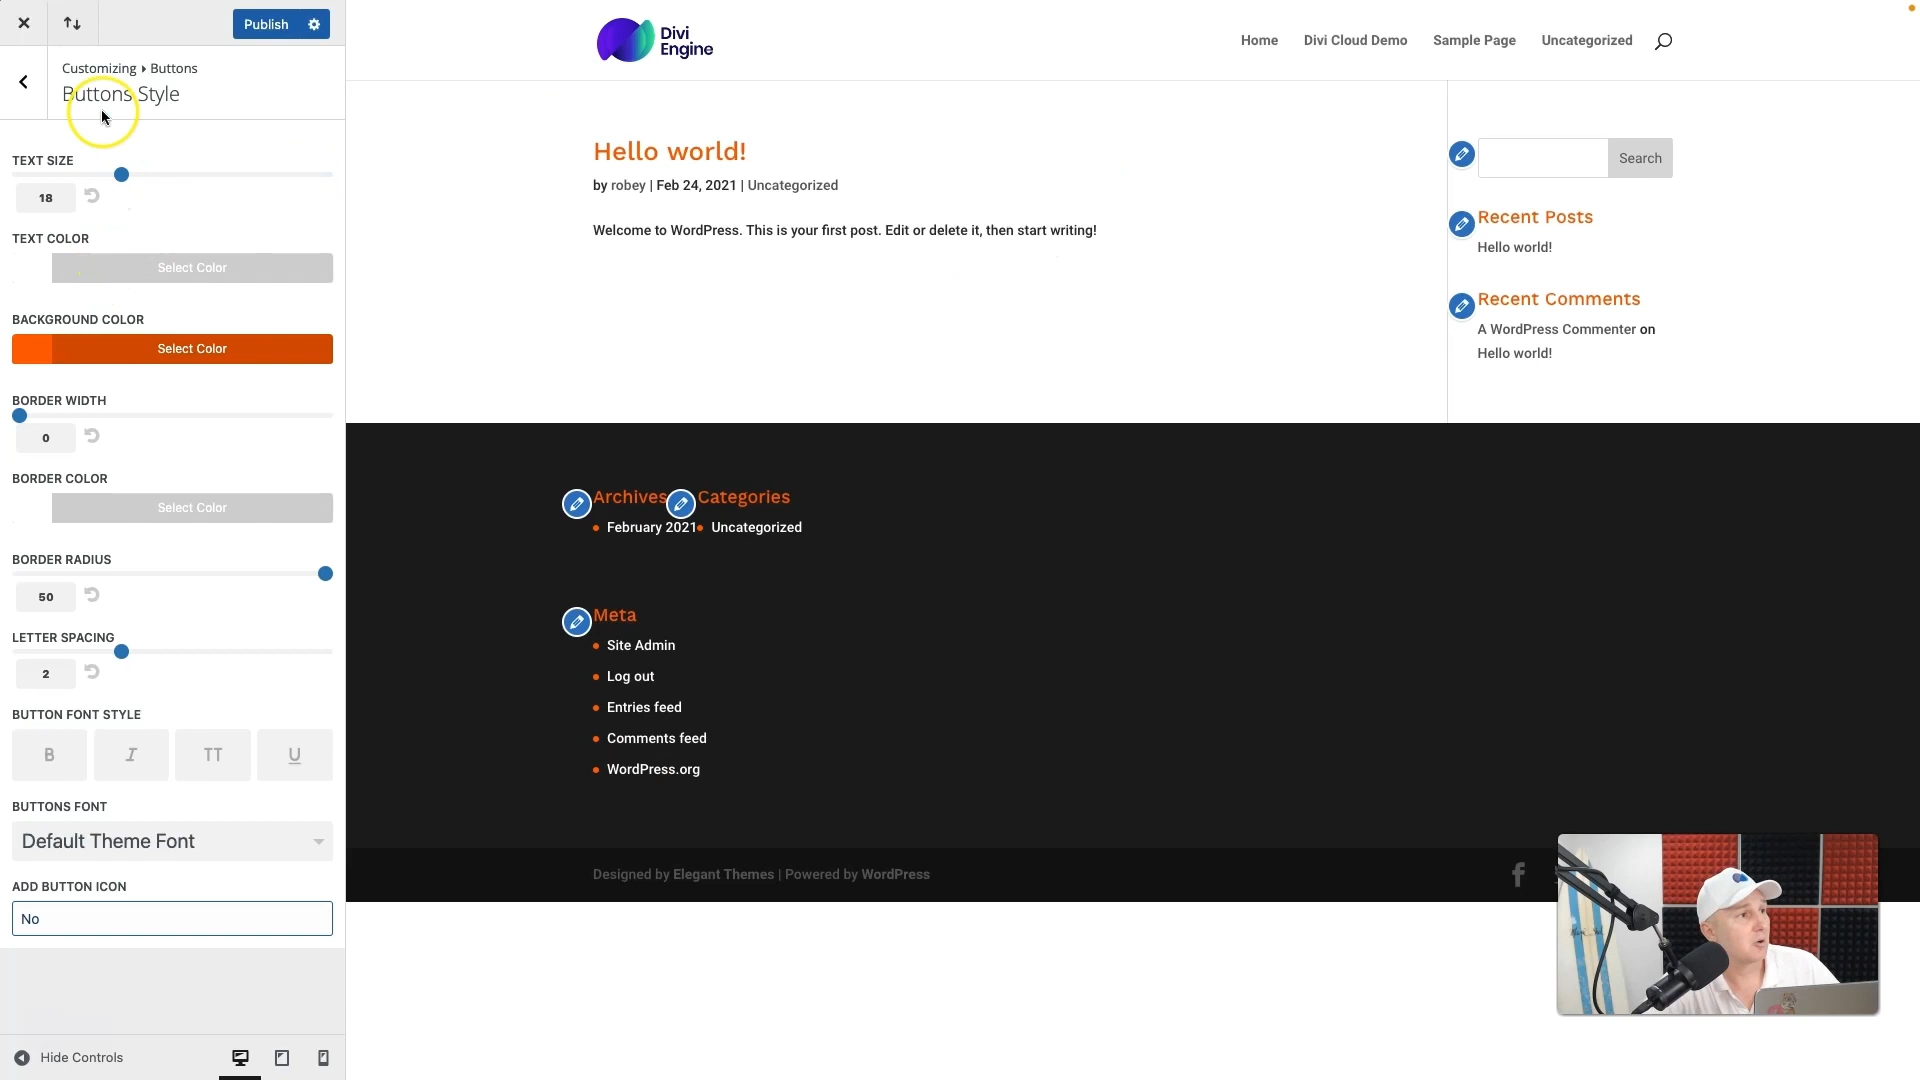 Publish
Customizing Buttons
Buttons Style
TEXT SIZE
18
TEXT COLOR
Select Color
BACKGROUND COLOR
Select Color
BORDER WIDTH
0
BORDER COLOR
Select Color
BORDER RADIUS
50
LETTER SPACING
2
BUTTON FONT STYLE
B I TT U
BUTTONS FONT
Default Theme Font
ADD BUTTON ICON
No
Hide Controls
Divi
Engine
Home Divi Cloud Demo Sample Page Uncategorized
Hello world!
by robey | Feb 24, 2021 | Uncategorized
Welcome to WordPress. This is your first post. Edit or delete it, then start writing!
Search
Recent Posts
Hello world!
Recent Comments
A WordPress Commenter on
Hello world!
Archives
February 2021
Categories
Uncategorized
Meta
Site Admin
Log out
Entries feed
Comments feed
WordPress.org
Designed by Elegant Themes | Powered by WordPress